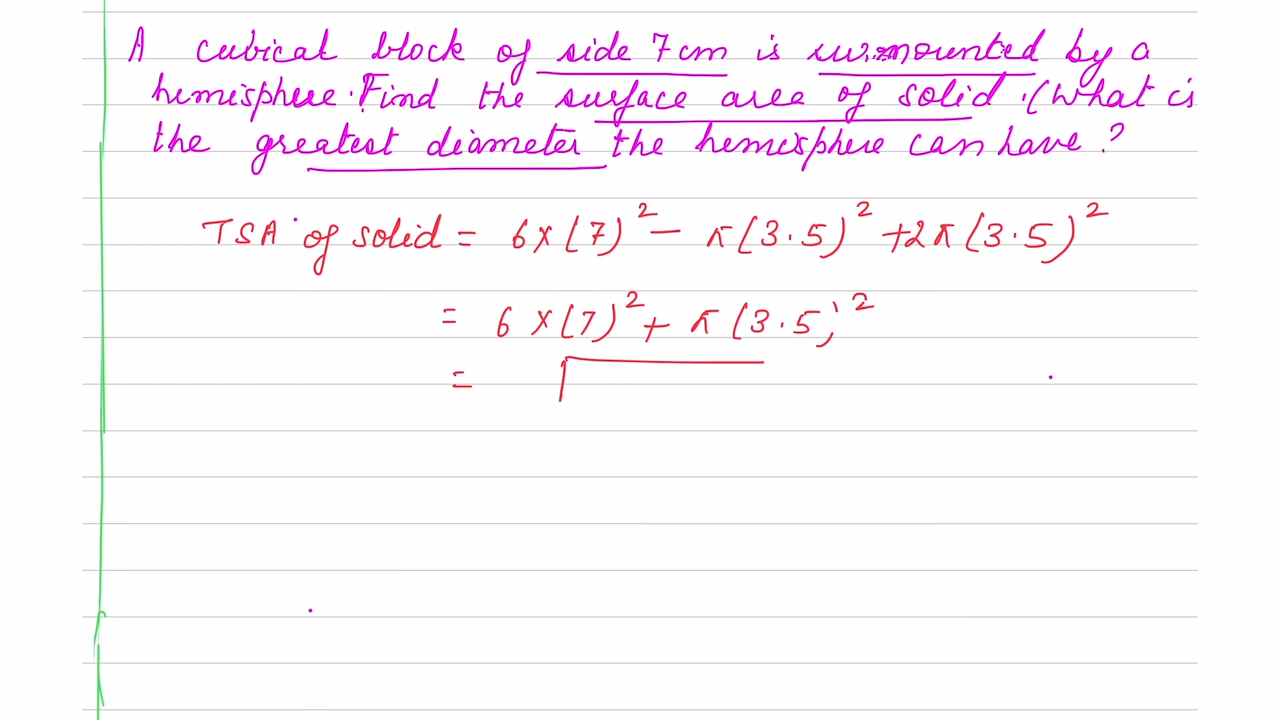 A cubical block of side 7cm is surmounted by a
hemisphere. Find the surface area of solid. (What is
the greatest diameter the hemisphere can have?
TSA of solid = 6×(7)² − π(3.5)² + 2π(3.5)²
= 6×(7)² + π(3.5)²
=